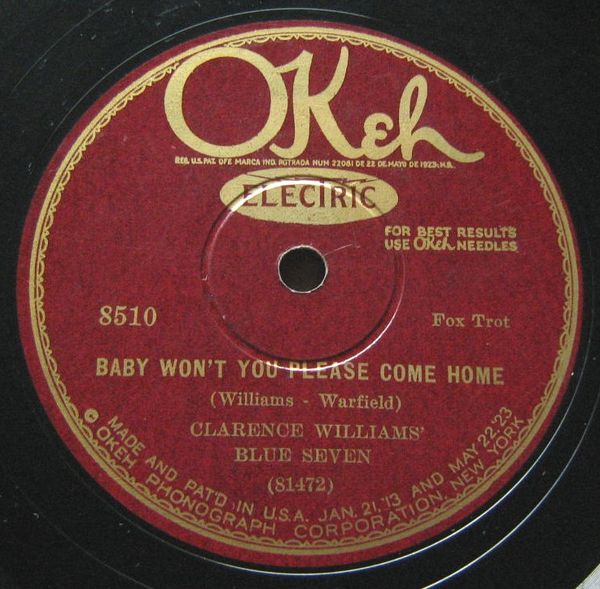 OKeh
REG. U.S. PAT. OFF. MARCA IND. RGTRADA NUM 22081 DE 22 DE MAYO DE 1923. N.B.
ELECTRIC
FOR BEST RESULTS
USE OKeh NEEDLES
8510
Fox Trot
BABY WON'T YOU PLEASE COME HOME
(Williams - Warfield)
CLARENCE WILLIAMS'
BLUE SEVEN
(81472)
MADE AND PAT'D IN U.S.A. JAN. 21, '13 AND MAY 22-23
OKEH PHONOGRAPH CORPORATION, NEW YORK